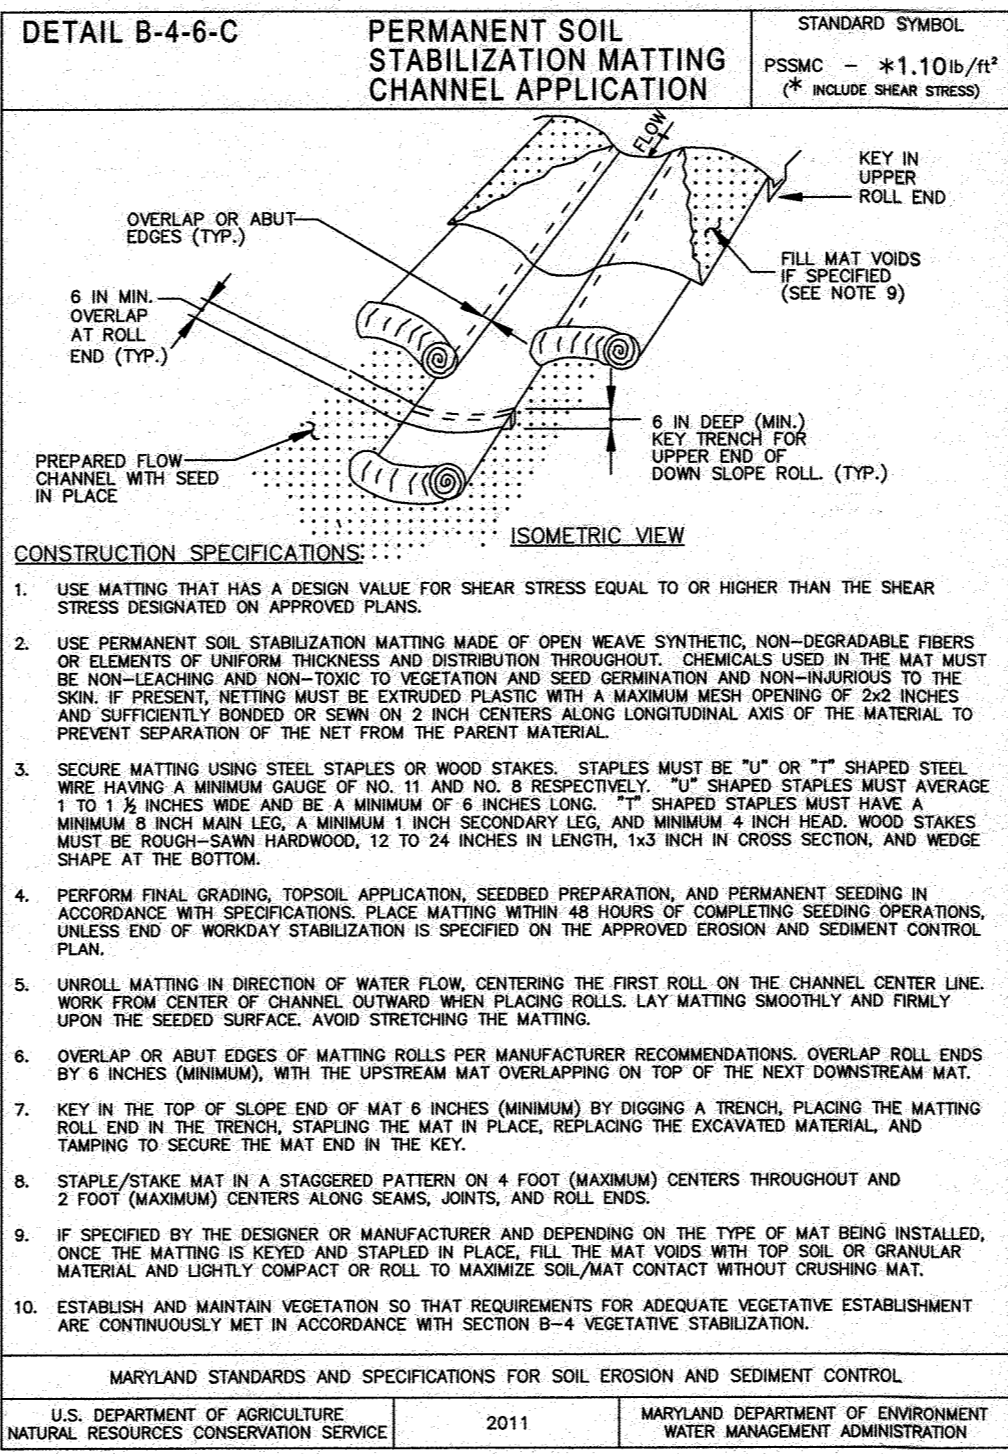 DETAIL B-4-6-C
PERMANENT SOIL
STABILIZATION MATTING
CHANNEL APPLICATION
STANDARD SYMBOL
PSSMC - *1.10 lb/ft²
(* INCLUDE SHEAR STRESS)
FLOW
KEY IN
UPPER
ROLL END
OVERLAP OR ABUT
EDGES (TYP.)
FILL MAT VOIDS
IF SPECIFIED
(SEE NOTE 9)
6 IN MIN.
OVERLAP
AT ROLL
END (TYP.)
6 IN DEEP (MIN.)
KEY TRENCH FOR
UPPER END OF
DOWN SLOPE ROLL. (TYP.)
PREPARED FLOW
CHANNEL WITH SEED
IN PLACE
ISOMETRIC VIEW
CONSTRUCTION SPECIFICATIONS:
1. USE MATTING THAT HAS A DESIGN VALUE FOR SHEAR STRESS EQUAL TO OR HIGHER THAN THE SHEAR
STRESS DESIGNATED ON APPROVED PLANS.
2. USE PERMANENT SOIL STABILIZATION MATTING MADE OF OPEN WEAVE SYNTHETIC, NON-DEGRADABLE FIBERS
OR ELEMENTS OF UNIFORM THICKNESS AND DISTRIBUTION THROUGHOUT. CHEMICALS USED IN THE MAT MUST
BE NON-LEACHING AND NON-TOXIC TO VEGETATION AND SEED GERMINATION AND NON-INJURIOUS TO THE
SKIN. IF PRESENT, NETTING MUST BE EXTRUDED PLASTIC WITH A MAXIMUM MESH OPENING OF 2x2 INCHES
AND SUFFICIENTLY BONDED OR SEWN ON 2 INCH CENTERS ALONG LONGITUDINAL AXIS OF THE MATERIAL TO
PREVENT SEPARATION OF THE NET FROM THE PARENT MATERIAL.
3. SECURE MATTING USING STEEL STAPLES OR WOOD STAKES. STAPLES MUST BE "U" OR "T" SHAPED STEEL
WIRE HAVING A MINIMUM GAUGE OF NO. 11 AND NO. 8 RESPECTIVELY. "U" SHAPED STAPLES MUST AVERAGE
1 TO 1 ½ INCHES WIDE AND BE A MINIMUM OF 6 INCHES LONG. "T" SHAPED STAPLES MUST HAVE A
MINIMUM 8 INCH MAIN LEG, A MINIMUM 1 INCH SECONDARY LEG, AND MINIMUM 4 INCH HEAD. WOOD STAKES
MUST BE ROUGH-SAWN HARDWOOD, 12 TO 24 INCHES IN LENGTH, 1x3 INCH IN CROSS SECTION, AND WEDGE
SHAPE AT THE BOTTOM.
4. PERFORM FINAL GRADING, TOPSOIL APPLICATION, SEEDBED PREPARATION, AND PERMANENT SEEDING IN
ACCORDANCE WITH SPECIFICATIONS. PLACE MATTING WITHIN 48 HOURS OF COMPLETING SEEDING OPERATIONS,
UNLESS END OF WORKDAY STABILIZATION IS SPECIFIED ON THE APPROVED EROSION AND SEDIMENT CONTROL
PLAN.
5. UNROLL MATTING IN DIRECTION OF WATER FLOW, CENTERING THE FIRST ROLL ON THE CHANNEL CENTER LINE.
WORK FROM CENTER OF CHANNEL OUTWARD WHEN PLACING ROLLS. LAY MATTING SMOOTHLY AND FIRMLY
UPON THE SEEDED SURFACE. AVOID STRETCHING THE MATTING.
6. OVERLAP OR ABUT EDGES OF MATTING ROLLS PER MANUFACTURER RECOMMENDATIONS. OVERLAP ROLL ENDS
BY 6 INCHES (MINIMUM), WITH THE UPSTREAM MAT OVERLAPPING ON TOP OF THE NEXT DOWNSTREAM MAT.
7. KEY IN THE TOP OF SLOPE END OF MAT 6 INCHES (MINIMUM) BY DIGGING A TRENCH, PLACING THE MATTING
ROLL END IN THE TRENCH, STAPLING THE MAT IN PLACE, REPLACING THE EXCAVATED MATERIAL, AND
TAMPING TO SECURE THE MAT END IN THE KEY.
8. STAPLE/STAKE MAT IN A STAGGERED PATTERN ON 4 FOOT (MAXIMUM) CENTERS THROUGHOUT AND
2 FOOT (MAXIMUM) CENTERS ALONG SEAMS, JOINTS, AND ROLL ENDS.
9. IF SPECIFIED BY THE DESIGNER OR MANUFACTURER AND DEPENDING ON THE TYPE OF MAT BEING INSTALLED,
ONCE THE MATTING IS KEYED AND STAPLED IN PLACE, FILL THE MAT VOIDS WITH TOP SOIL OR GRANULAR
MATERIAL AND LIGHTLY COMPACT OR ROLL TO MAXIMIZE SOIL/MAT CONTACT WITHOUT CRUSHING MAT.
10. ESTABLISH AND MAINTAIN VEGETATION SO THAT REQUIREMENTS FOR ADEQUATE VEGETATIVE ESTABLISHMENT
ARE CONTINUOUSLY MET IN ACCORDANCE WITH SECTION B-4 VEGETATIVE STABILIZATION.
MARYLAND STANDARDS AND SPECIFICATIONS FOR SOIL EROSION AND SEDIMENT CONTROL
U.S. DEPARTMENT OF AGRICULTURE
NATURAL RESOURCES CONSERVATION SERVICE
2011
MARYLAND DEPARTMENT OF ENVIRONMENT
WATER MANAGEMENT ADMINISTRATION